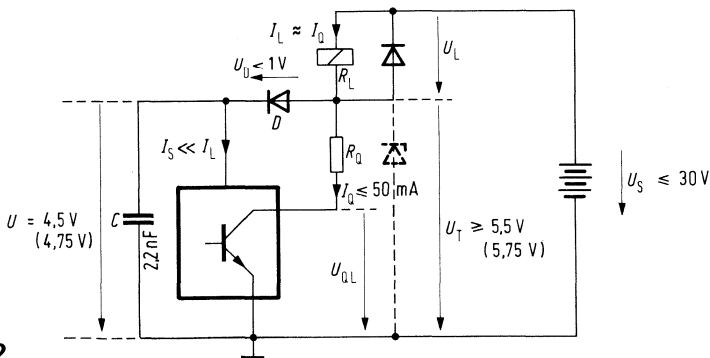 I_L ≈ I_Q
U_D < 1 V
U_L
R_L
D
I_S ≪ I_L
R_Q
I_Q ≤ 50 mA
U_S ≤ 30 V
U = 4,5 V
(4,75 V)
C
2,2 nF
U_T ≥ 5,5 V
(5,75 V)
U_QL